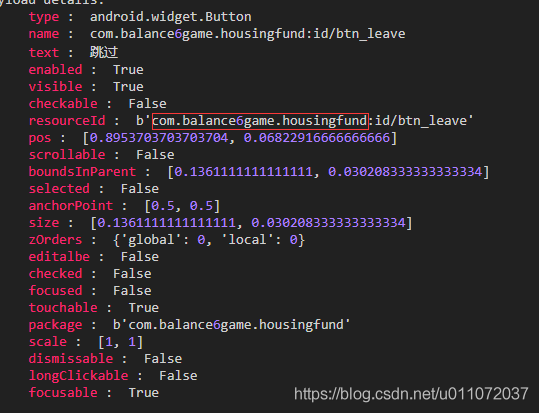 yload details:
type :  android.widget.Button
name :  com.balance6game.housingfund:id/btn_leave
text :  跳过
enabled :  True
visible :  True
checkable :  False
resourceId :  b'com.balance6game.housingfund:id/btn_leave'
pos :  [0.8953703703703704, 0.06822916666666666]
scrollable :  False
boundsInParent :  [0.1361111111111111, 0.030208333333333334]
selected :  False
anchorPoint :  [0.5, 0.5]
size :  [0.1361111111111111, 0.030208333333333334]
zOrders :  {'global': 0, 'local': 0}
editalbe :  False
checked :  False
focused :  False
touchable :  True
package :  b'com.balance6game.housingfund'
scale :  [1, 1]
dismissable :  False
longClickable :  False
focusable :  True
https://blog.csdn.net/u011072037